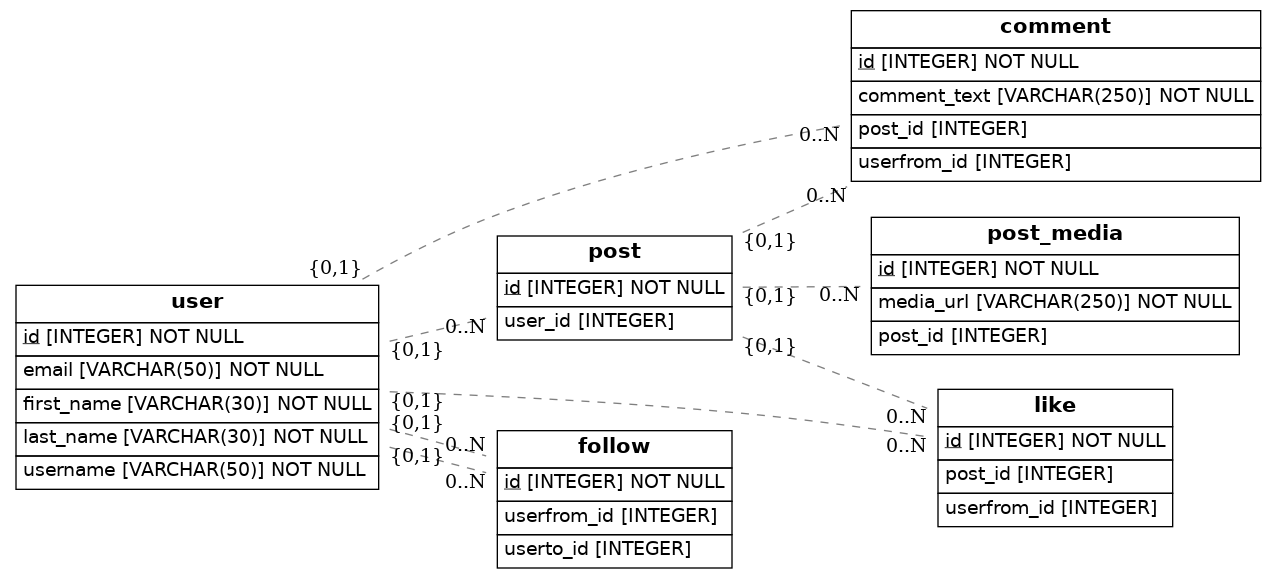 comment
id [INTEGER] NOT NULL
comment_text [VARCHAR(250)] NOT NULL
post_id [INTEGER]
userfrom_id [INTEGER]
0..N
0..N
{0,1}
post
id [INTEGER] NOT NULL
user_id [INTEGER]
{0,1}
{0,1}
{0,1}
post_media
id [INTEGER] NOT NULL
media_url [VARCHAR(250)] NOT NULL
post_id [INTEGER]
0..N
user
id [INTEGER] NOT NULL
email [VARCHAR(50)] NOT NULL
first_name [VARCHAR(30)] NOT NULL
last_name [VARCHAR(30)] NOT NULL
username [VARCHAR(50)] NOT NULL
0..N
{0,1}
{0,1}
{0,1}
{0,1}
0..N
0..N
follow
id [INTEGER] NOT NULL
userfrom_id [INTEGER]
userto_id [INTEGER]
0..N
0..N
like
id [INTEGER] NOT NULL
post_id [INTEGER]
userfrom_id [INTEGER]